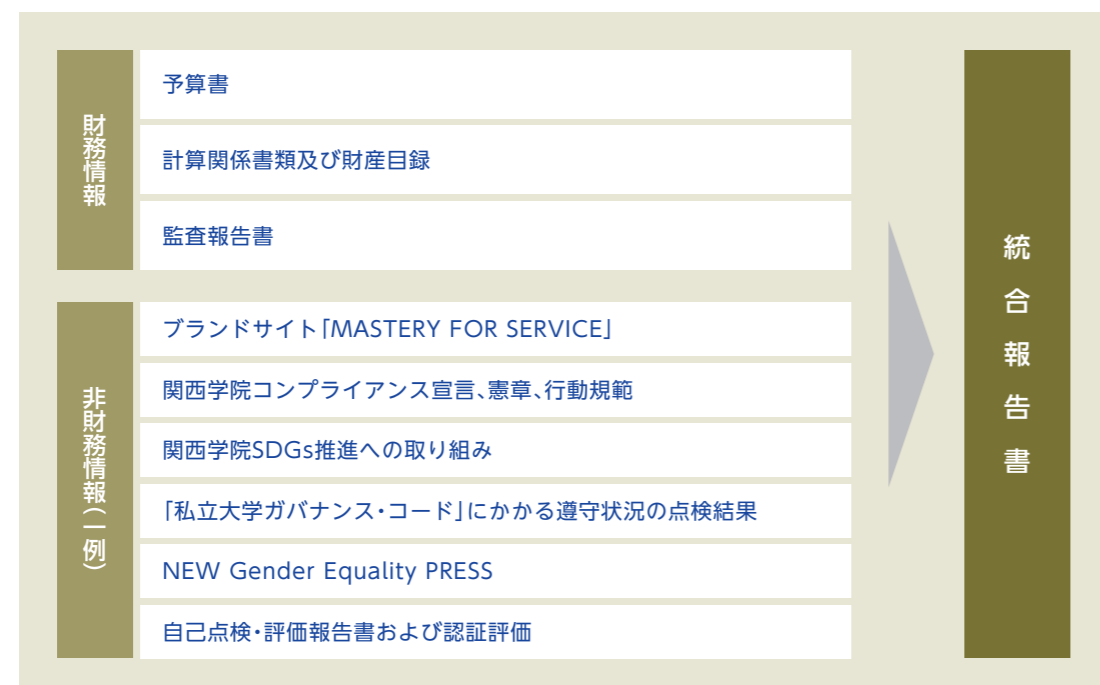 財務情報
予算書
計算関係書類及び財産目録
監査報告書
非財務情報(一例)
ブランドサイト「MASTERY FOR SERVICE」
関西学院コンプライアンス宣言、憲章、行動規範
関西学院SDGs推進への取り組み
「私立大学ガバナンス・コード」にかかる遵守状況の点検結果
NEW Gender Equality PRESS
自己点検・評価報告書および認証評価
統合報告書